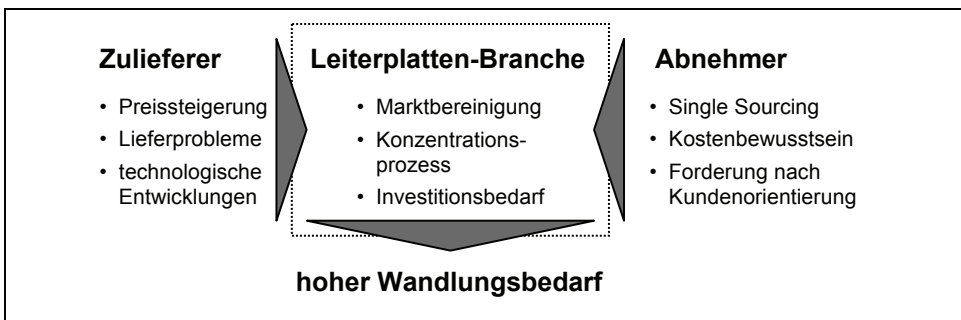 Zulieferer
• Preissteigerung
• Lieferprobleme
• technologische
Entwicklungen
Leiterplatten-Branche
• Marktbereinigung
• Konzentrations-
prozess
• Investitionsbedarf
Abnehmer
• Single Sourcing
• Kostenbewusstsein
• Forderung nach
Kundenorientierung
hoher Wandlungsbedarf